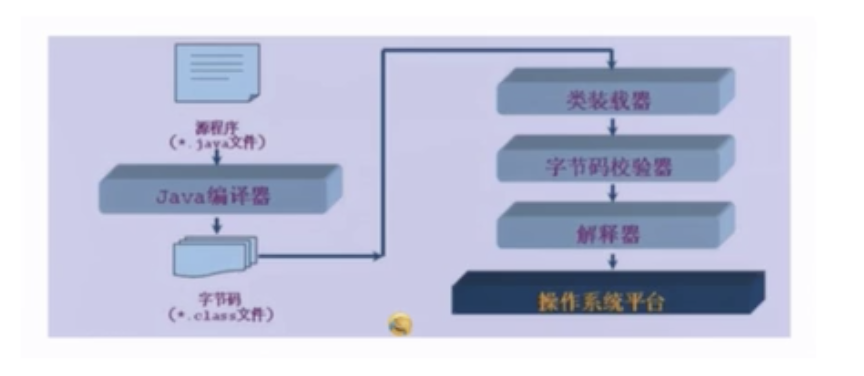 源程序
(*.java文件)
Java编译器
字节码
(*.class文件)
类装载器
字节码校验器
解释器
操作系统平台